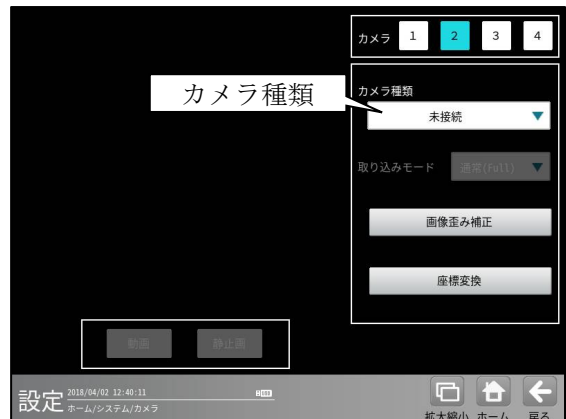 カメラ 1 2 3 4
カメラ種類
カメラ種類
未接続
取り込みモード 通常(Full)
画像歪み補正
座標変換
動画 静止画
設定 2018/04/02 12:40:11
ホーム/システム/カメラ
拡大縮小 ホーム 戻る